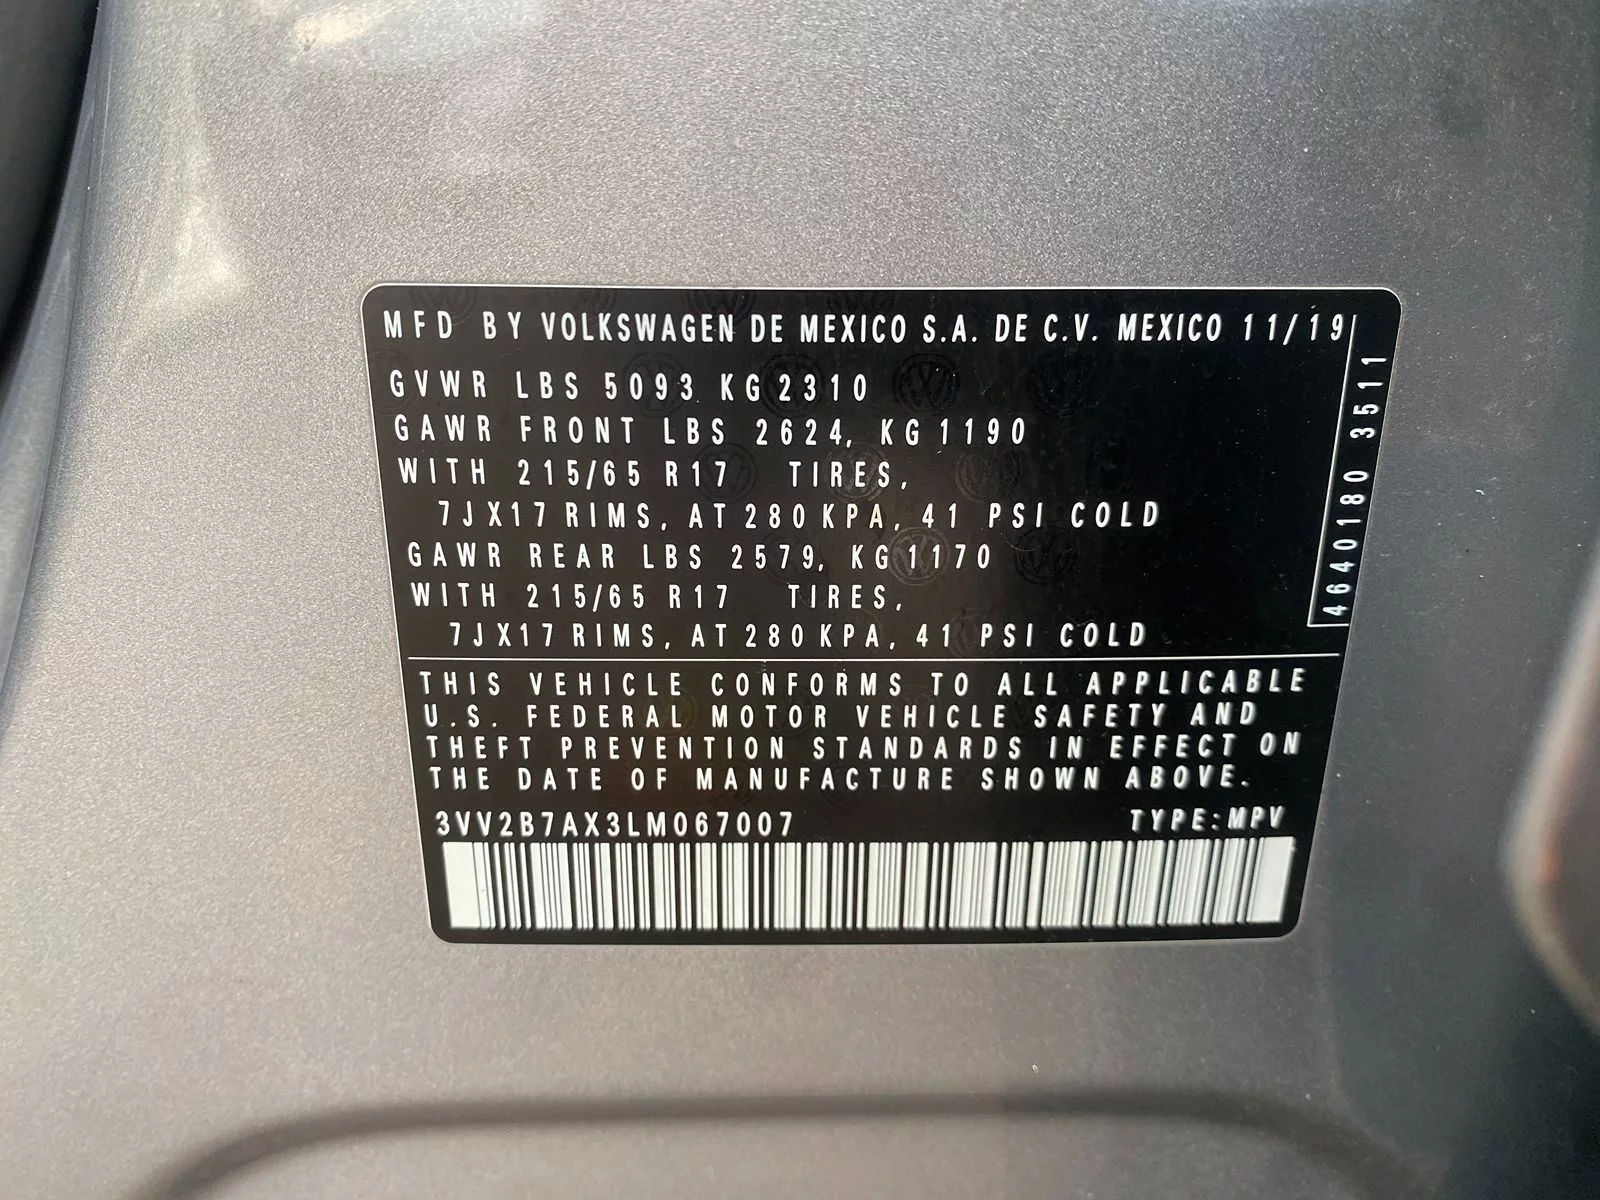 MFD BY VOLKSWAGEN DE MEXICO S.A. DE C.V. MEXICO 11/19
GVWR LBS 5093 KG 2310
GAWR FRONT LBS 2624, KG 1190
WITH 215/65 R17 TIRES,
7JX17 RIMS, AT 280 KPA, 41 PSI COLD
GAWR REAR LBS 2579, KG 1170
WITH 215/65 R17 TIRES,
7JX17 RIMS, AT 280 KPA, 41 PSI COLD
4640180 3511
THIS VEHICLE CONFORMS TO ALL APPLICABLE
U.S. FEDERAL MOTOR VEHICLE SAFETY AND
THEFT PREVENTION STANDARDS IN EFFECT ON
THE DATE OF MANUFACTURE SHOWN ABOVE.
3VV2B7AX3LM067007 TYPE:MPV